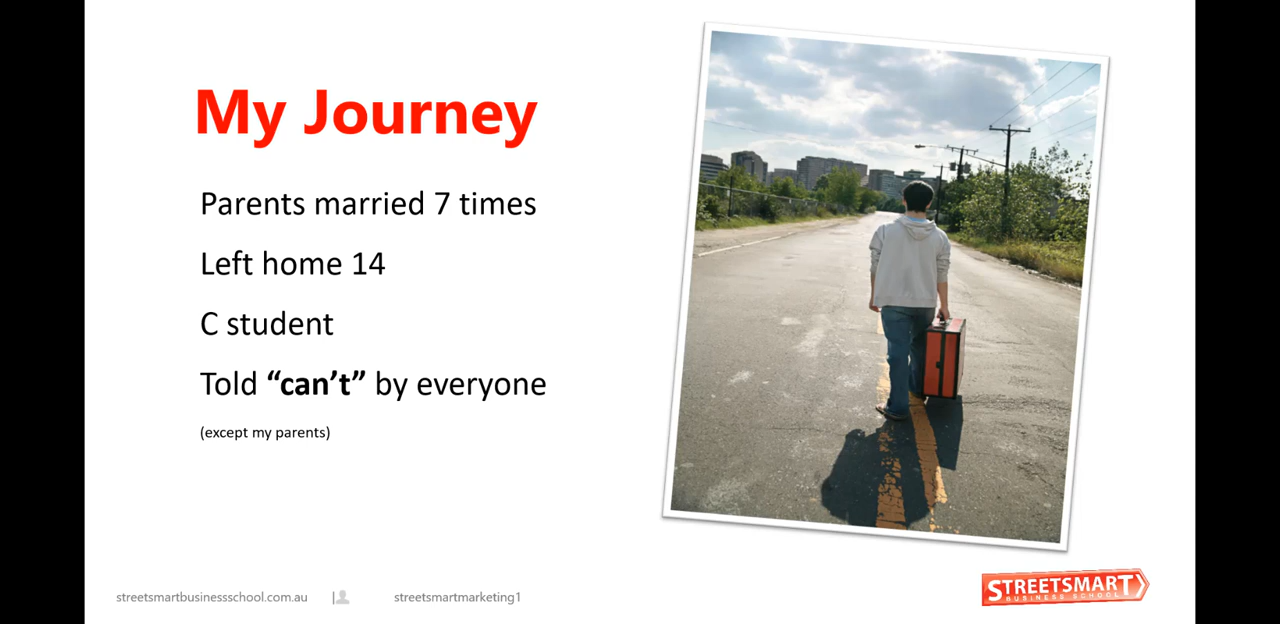 My Journey
Parents married 7 times
Left home 14
C student
Told “can’t” by everyone
(except my parents)
streetsmartbusinessschool.com.au | streetsmartmarketing1
STREETSMART
BUSINESS SCHOOL